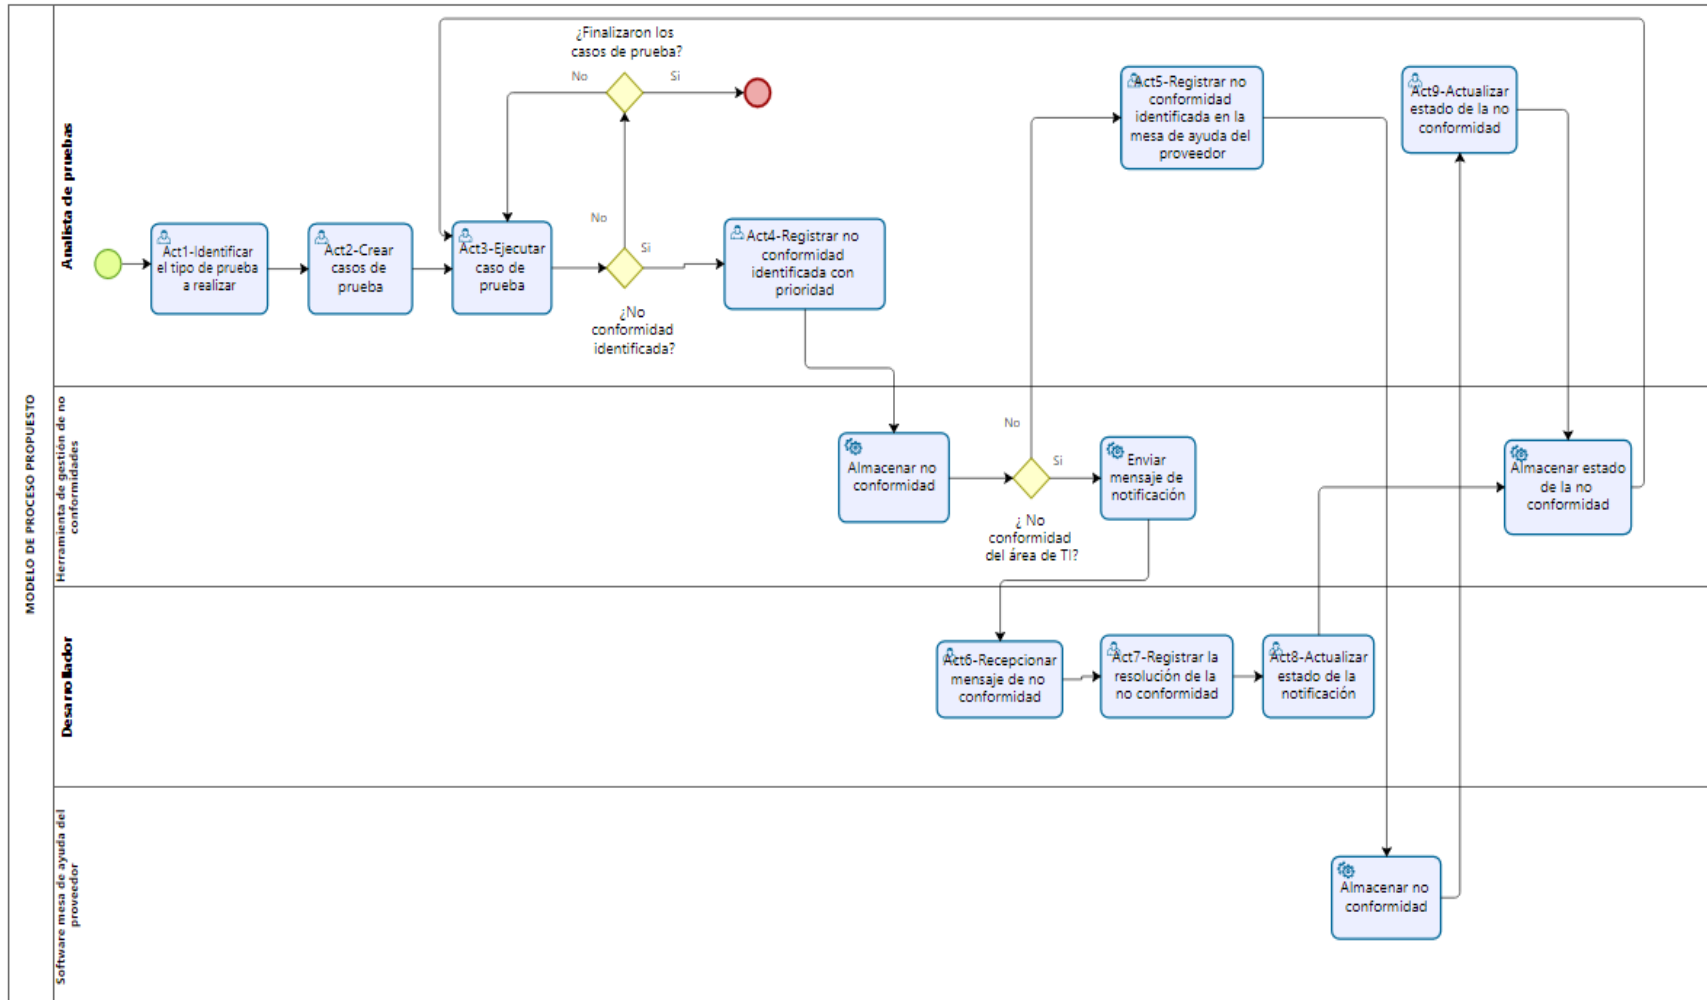 MODELO DE PROCESO PROPUESTO
Analista de pruebas
¿Finalizaron los
casos de prueba?
No
Si
Act1-Identificar
el tipo de prueba
a realizar
Act2-Crear
casos de
prueba
Act3-Ejecutar
caso de
prueba
No
Si
¿No
conformidad
identificada?
Act4-Registrar no
conformidad
identificada con
prioridad
Act5-Registrar no
conformidad
identificada en la
mesa de ayuda del
proveedor
Act9-Actualizar
estado de la no
conformidad
Herramienta de gestión de no
conformidades
Almacenar no
conformidad
No
Si
¿ No
conformidad
del área de TI?
Enviar
mensaje de
notificación
Almacenar estado
de la no
conformidad
Desarrollador
Act6-Recepcionar
mensaje de no
conformidad
Act7-Registrar la
resolución de la
no conformidad
Act8-Actualizar
estado de la
notificación
Software mesa de ayuda del
proveedor
Almacenar no
conformidad